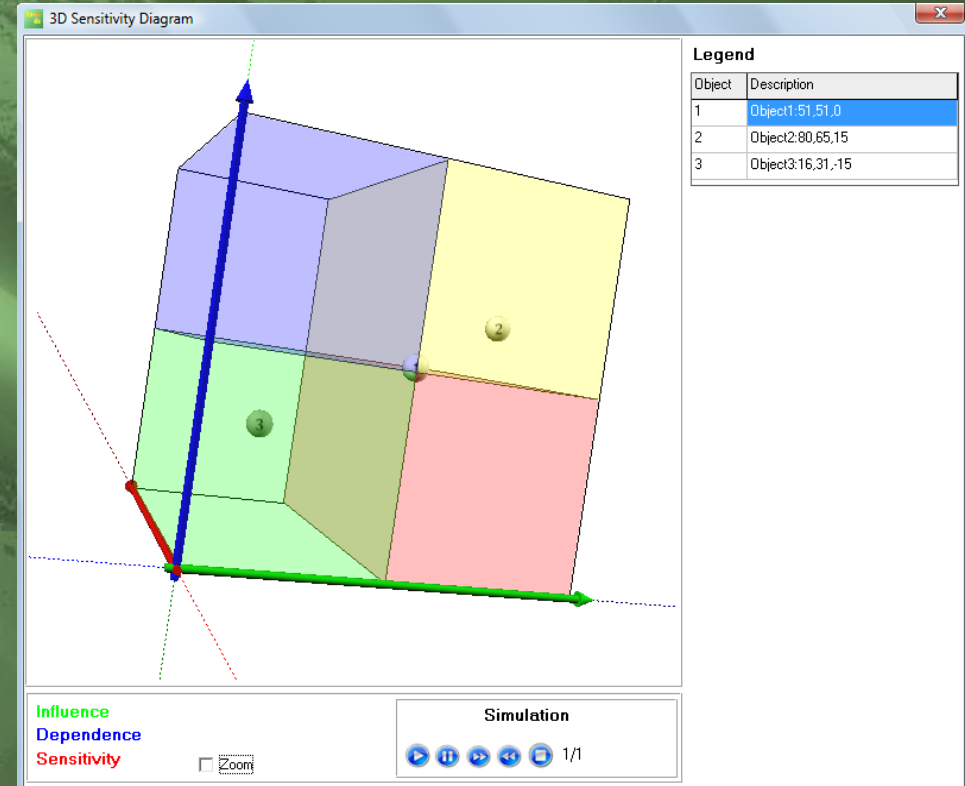 3D Sensitivity Diagram
Legend
Object Description
1 Object1:51,51,0
2 Object2:80,65,15
3 Object3:16,31,-15
2
3
Influence
Dependence
Sensitivity
Zoom
Simulation
1/1